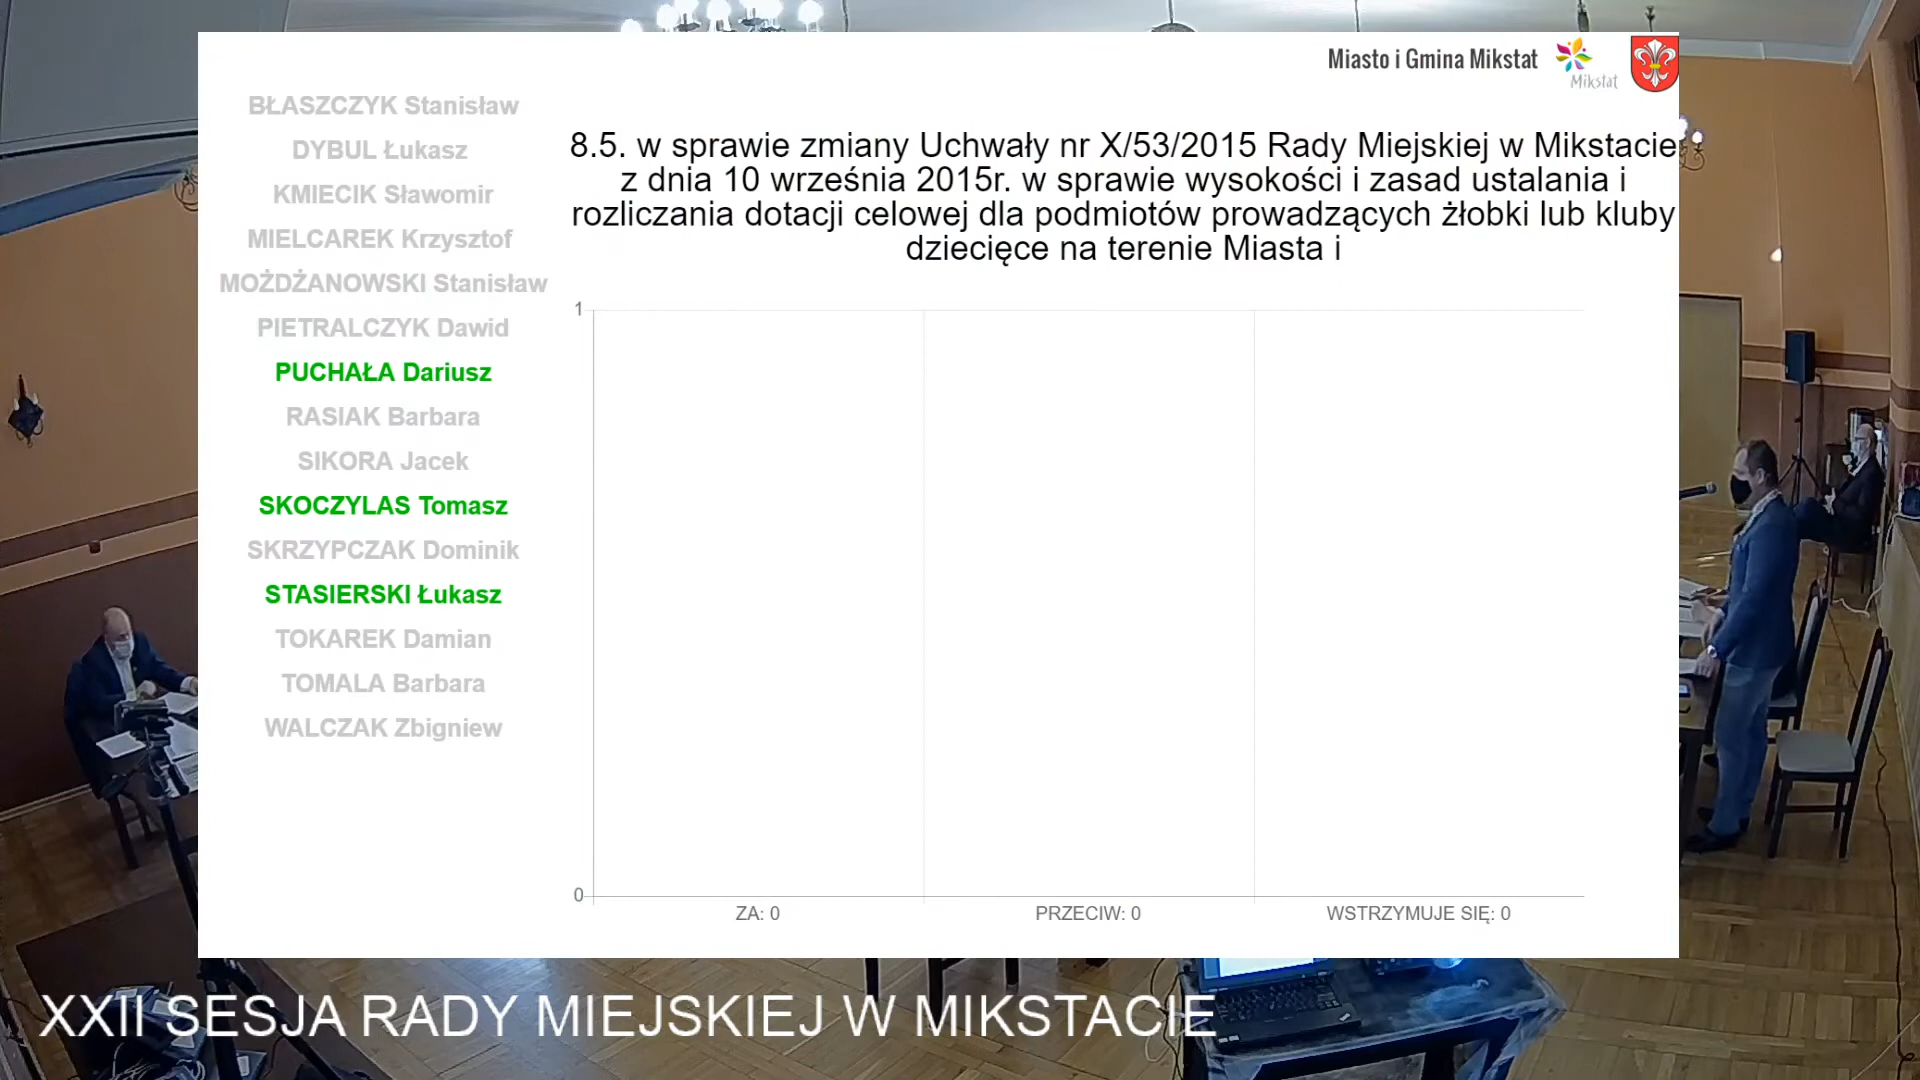 Miasto i Gmina Mikstat
Mikstat
BŁASZCZYK Stanisław
DYBUL Łukasz
KMIECIK Sławomir
MIELCAREK Krzysztof
MOŻDŻANOWSKI Stanisław
PIETRALCZYK Dawid
PUCHAŁA Dariusz
RASIAK Barbara
SIKORA Jacek
SKOCZYLAS Tomasz
SKRZYPCZAK Dominik
STASIERSKI Łukasz
TOKAREK Damian
TOMALA Barbara
WALCZAK Zbigniew
8.5. w sprawie zmiany Uchwały nr X/53/2015 Rady Miejskiej w Mikstacie
z dnia 10 września 2015r. w sprawie wysokości i zasad ustalania i
rozliczania dotacji celowej dla podmiotów prowadzących żłobki lub kluby
dziecięce na terenie Miasta i
1
0
ZA: 0
PRZECIW: 0
WSTRZYMUJE SIĘ: 0
XXII SESJA RADY MIEJSKIEJ W MIKSTACIE